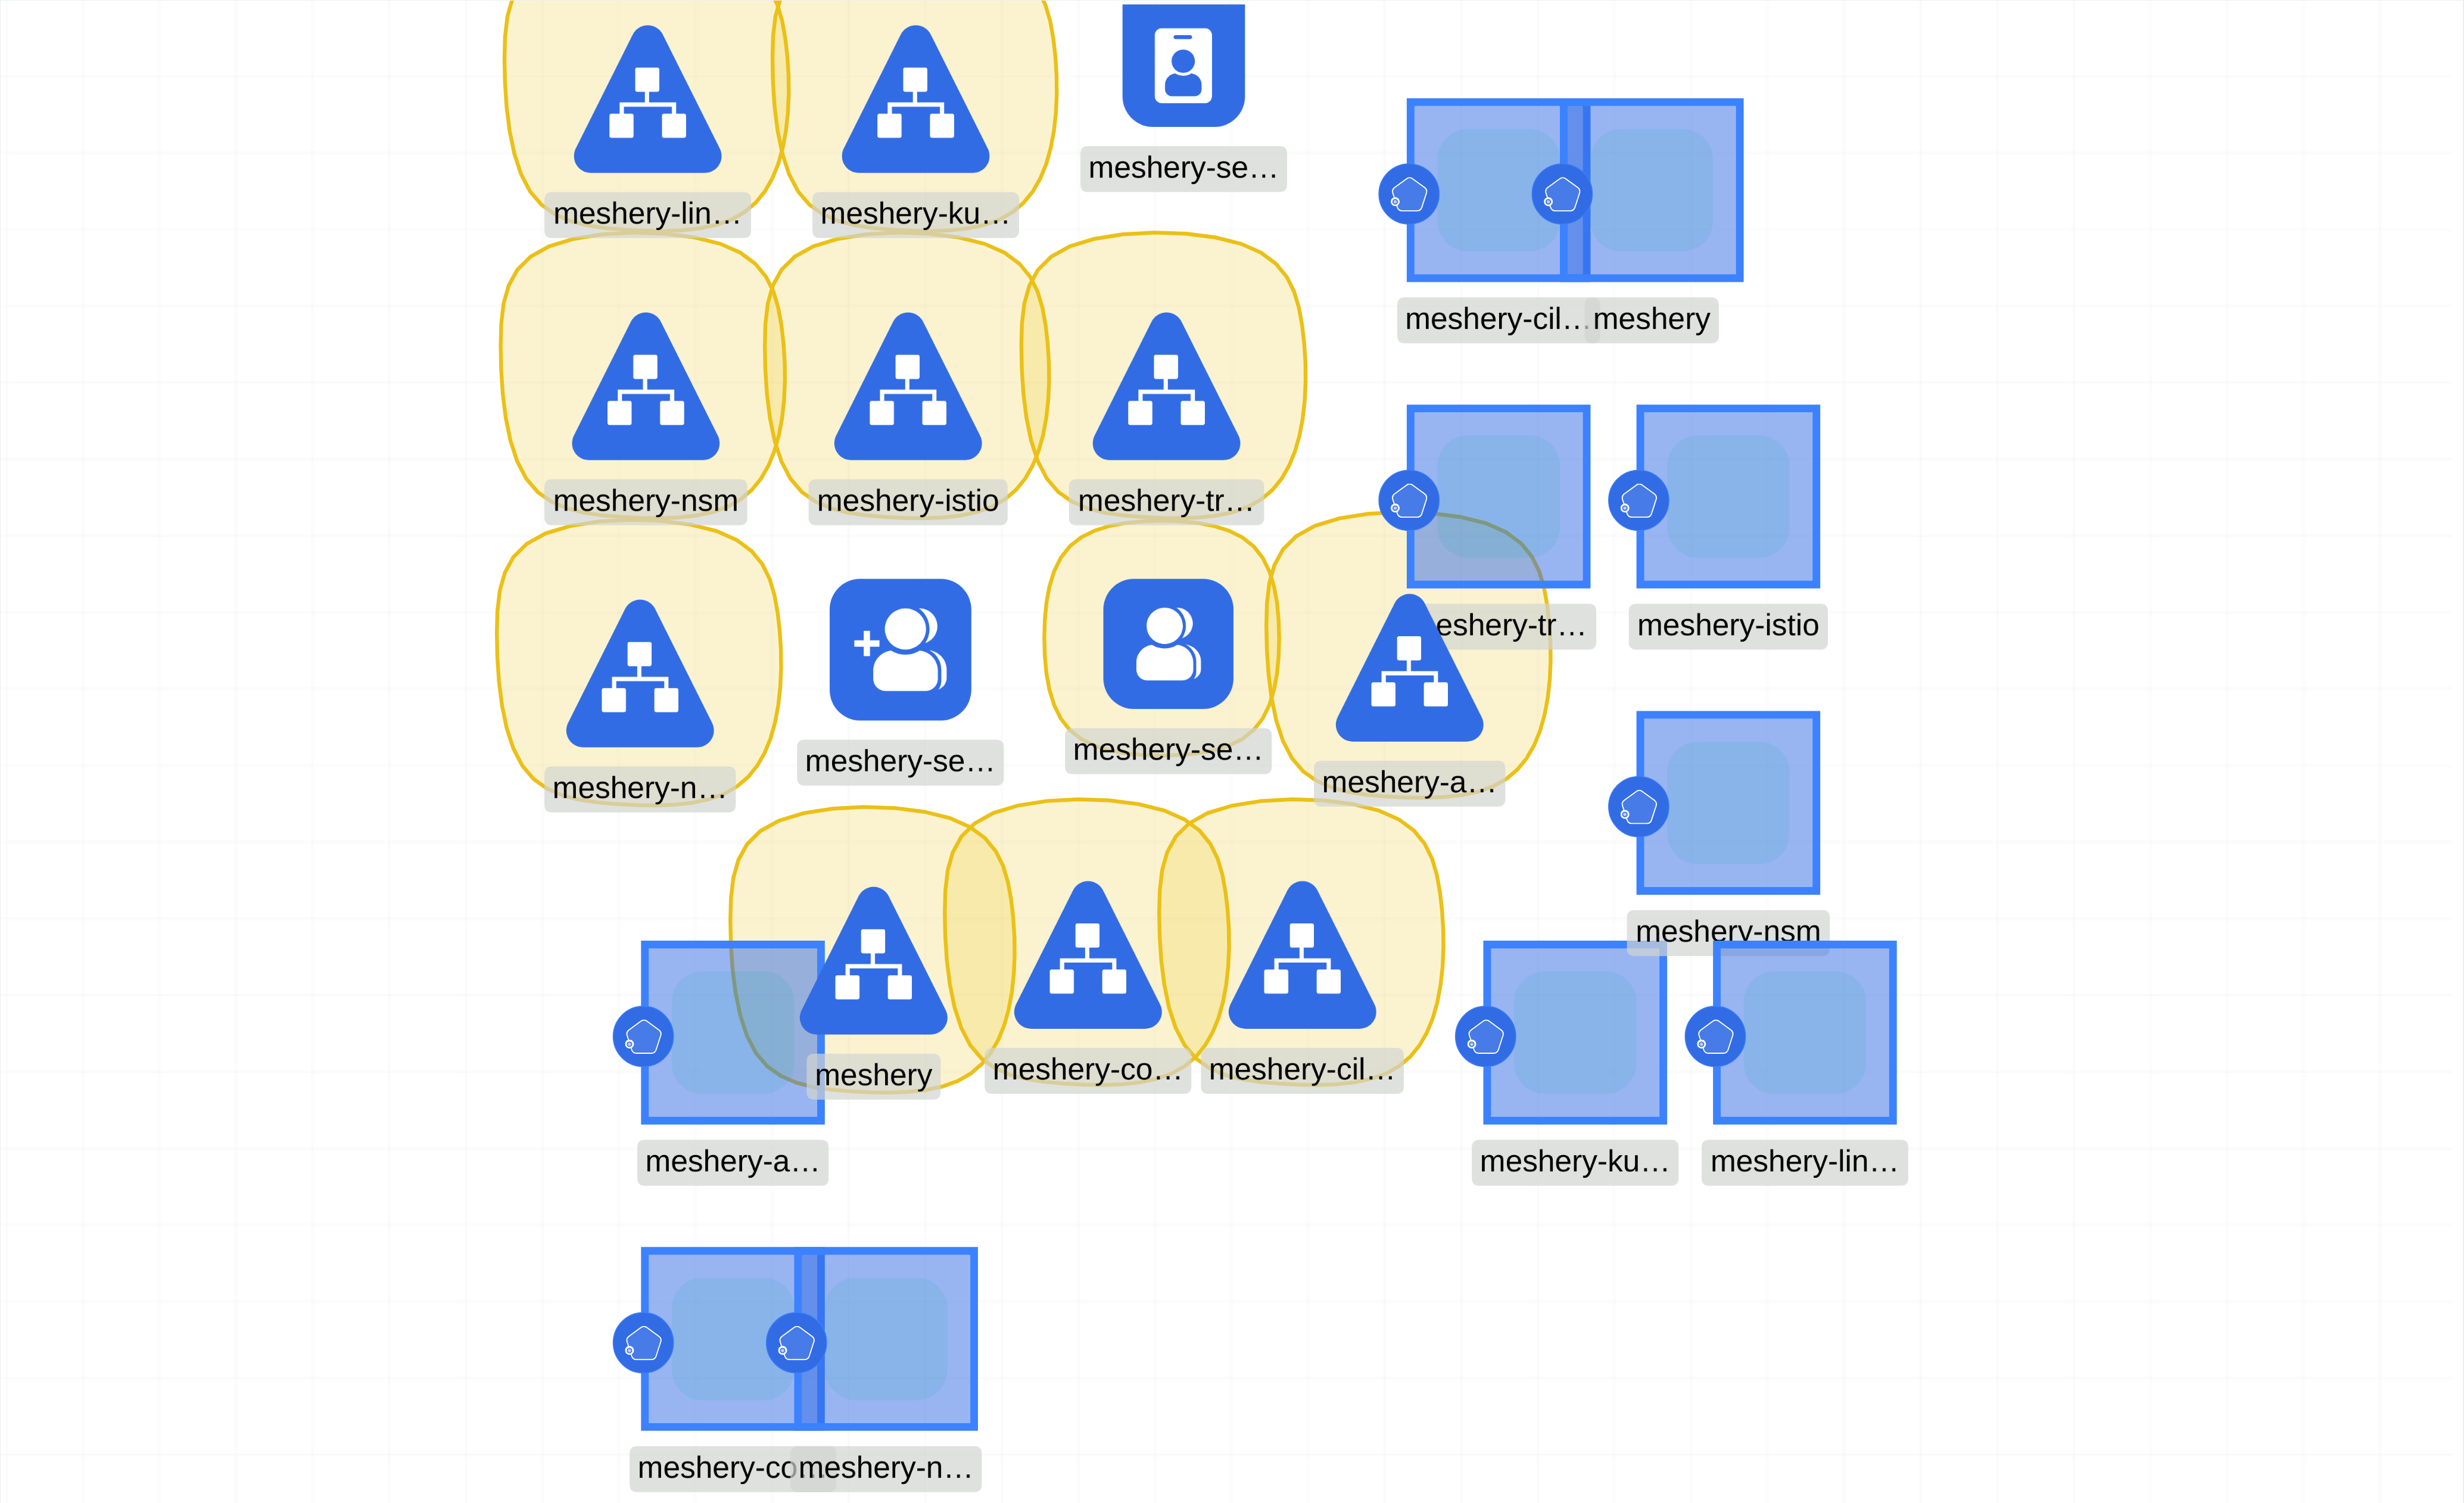 meshery-lin…
meshery-ku…
meshery-se…
meshery-cil…
meshery
meshery-nsm
meshery-istio
meshery-tr…
eshery-tr…
meshery-istio
meshery-n…
meshery-se…
meshery-se…
meshery-a…
meshery-nsm
meshery
meshery-co…
meshery-cil…
meshery-a…
meshery-ku…
meshery-lin…
meshery-co…
meshery-n…